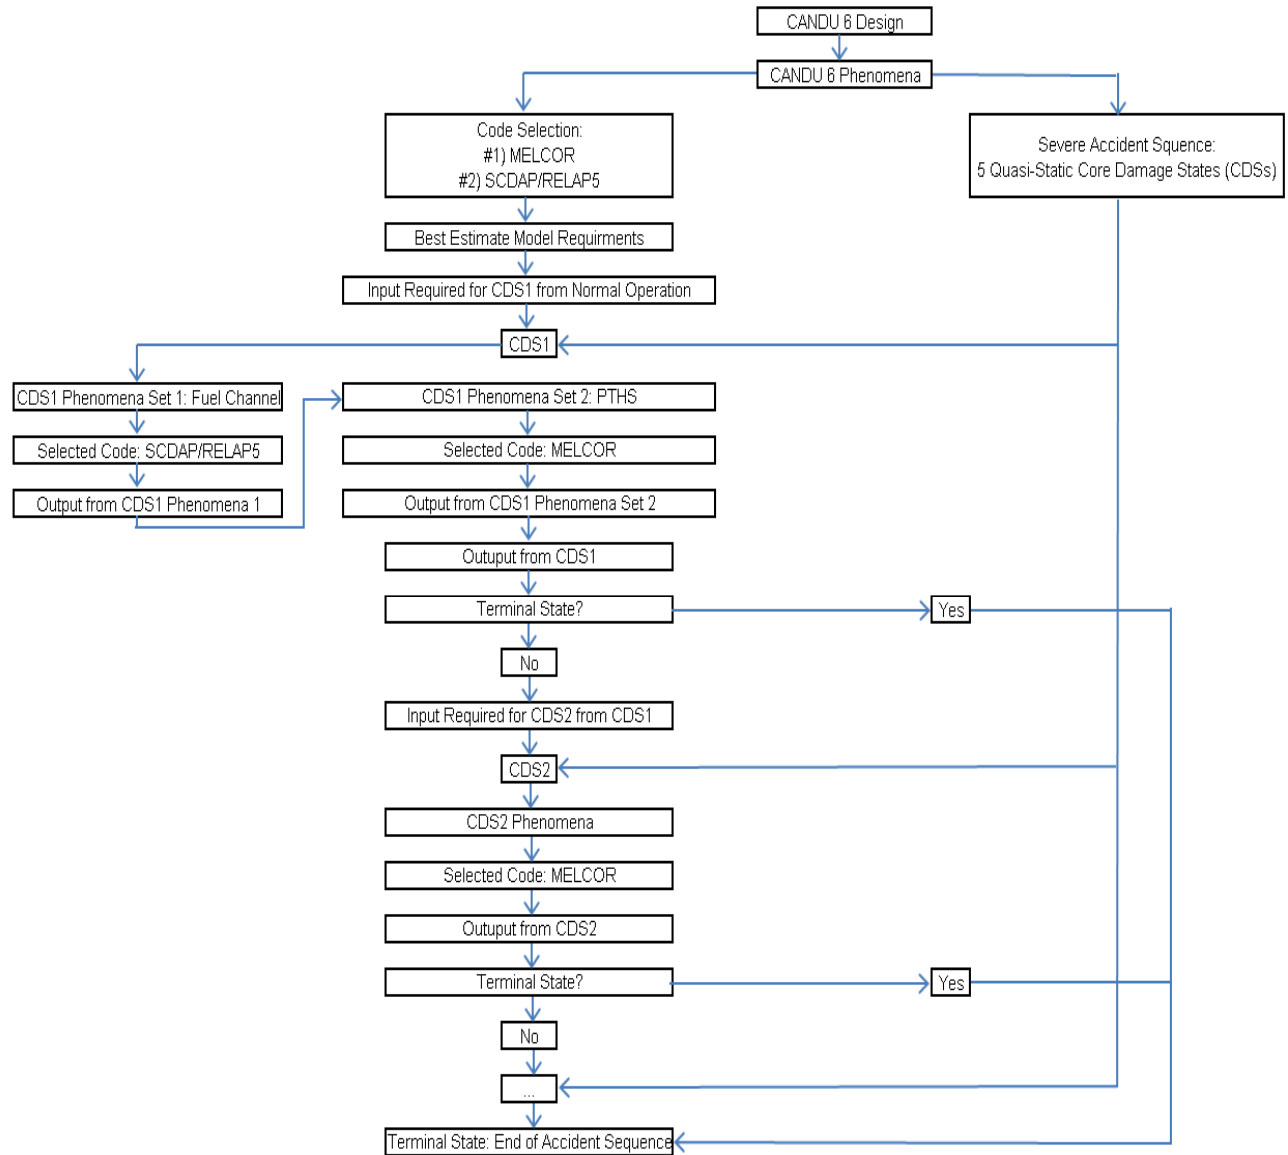 CANDU 6 Design
CANDU 6 Phenomena
Code Selection:
#1) MELCOR
#2) SCDAP/RELAP5
Severe Accident Squence:
5 Quasi-Static Core Damage States (CDSs)
Best Estimate Model Requirments
Input Required for CDS1 from Normal Operation
CDS1
CDS1 Phenomena Set 1: Fuel Channel
Selected Code: SCDAP/RELAP5
Output from CDS1 Phenomena 1
CDS1 Phenomena Set 2: PTHS
Selected Code: MELCOR
Output from CDS1 Phenomena Set 2
Outuput from CDS1
Terminal State?
Yes
No
Input Required for CDS2 from CDS1
CDS2
CDS2 Phenomena
Selected Code: MELCOR
Outuput from CDS2
Terminal State?
Yes
No
...
Terminal State: End of Accident Sequence